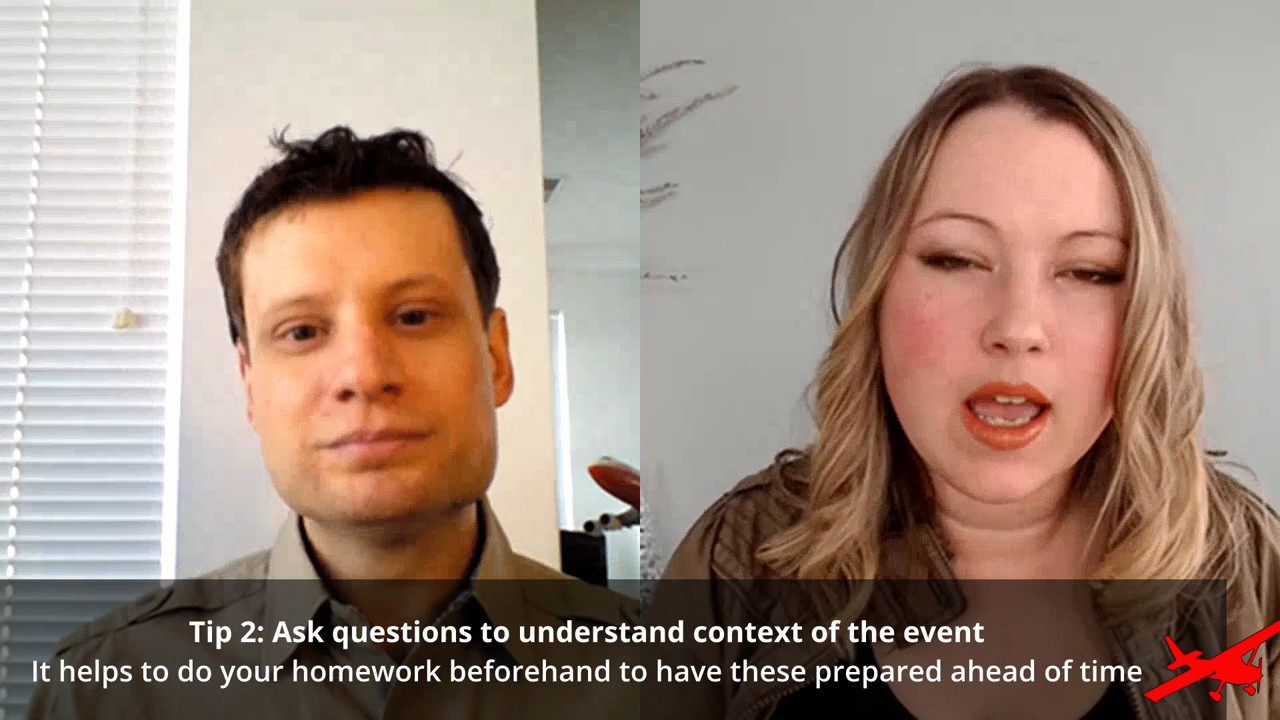 Tip 2: Ask questions to understand context of the event
It helps to do your homework beforehand to have these prepared ahead of time